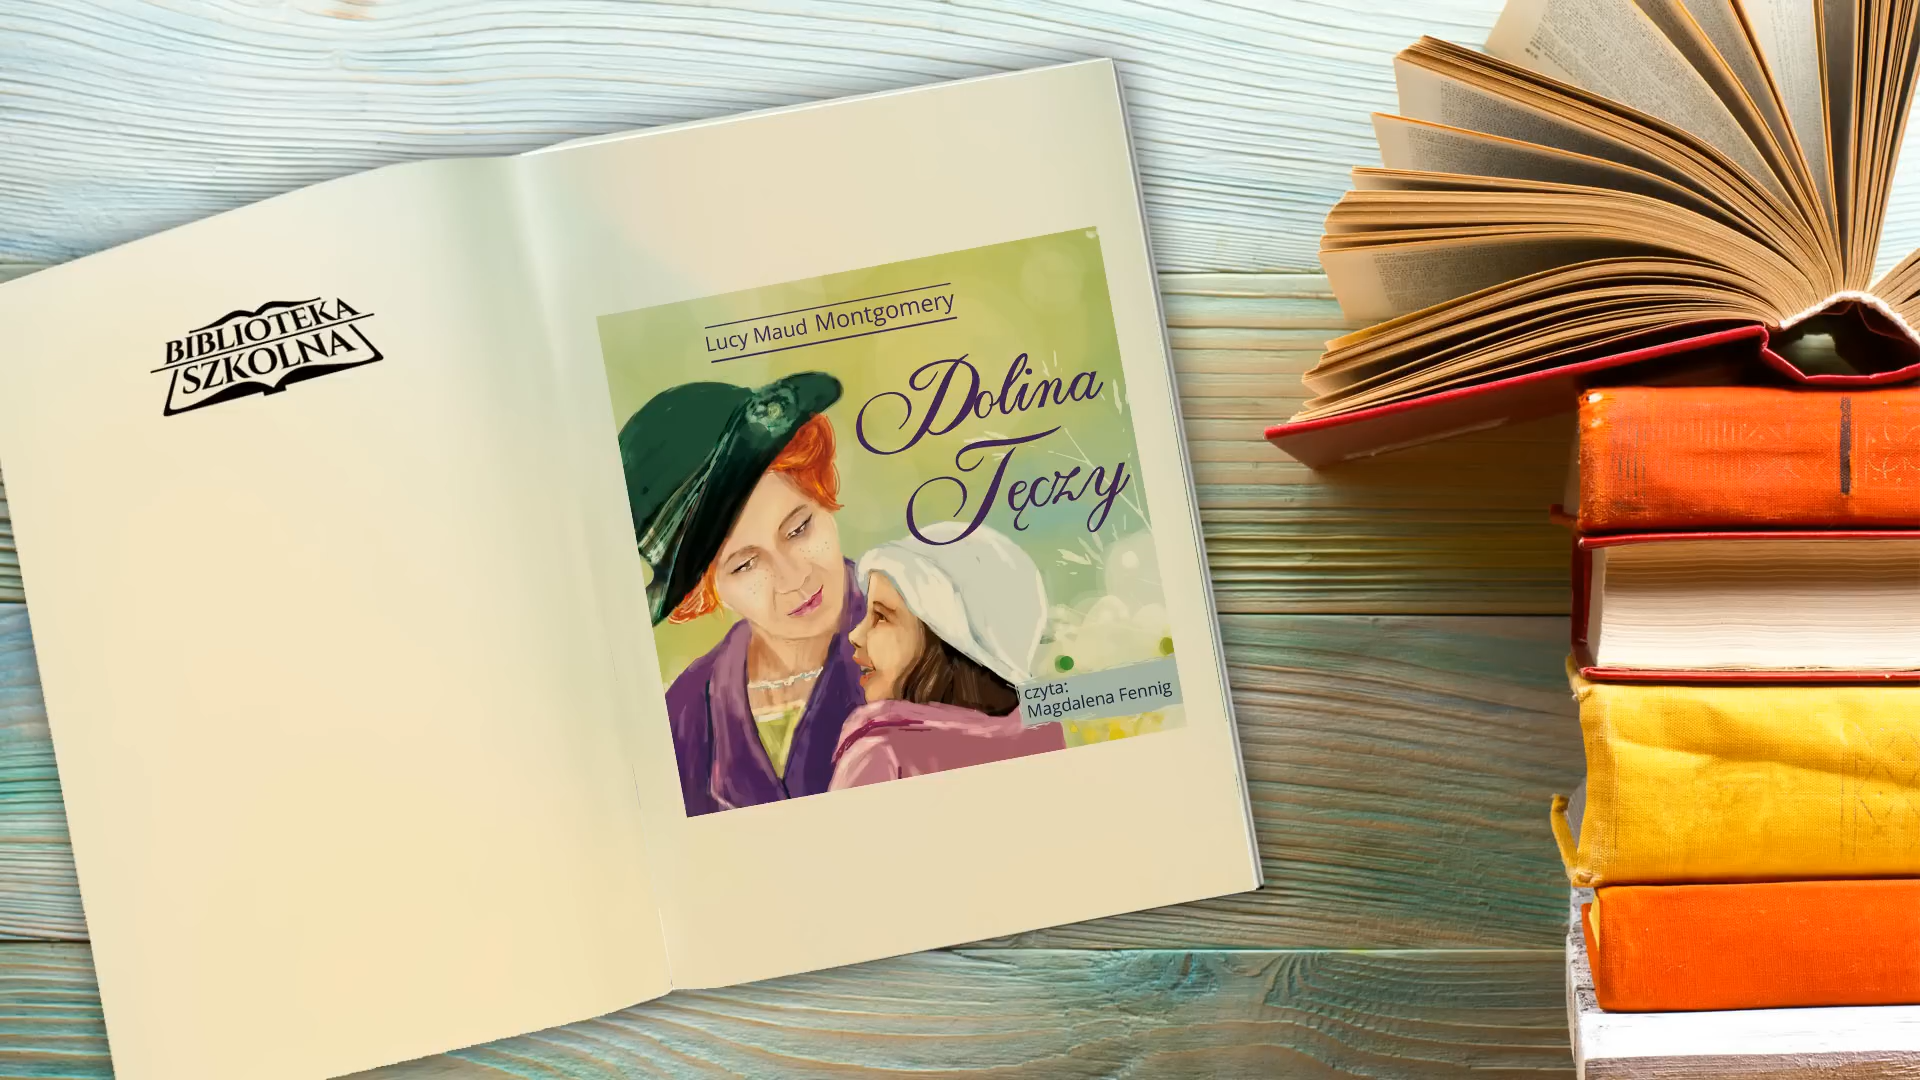 BIBLIOTEKA
SZKOLNA
Lucy Maud Montgomery
Dolina
Tęczy
czyta:
Magdalena Fennig